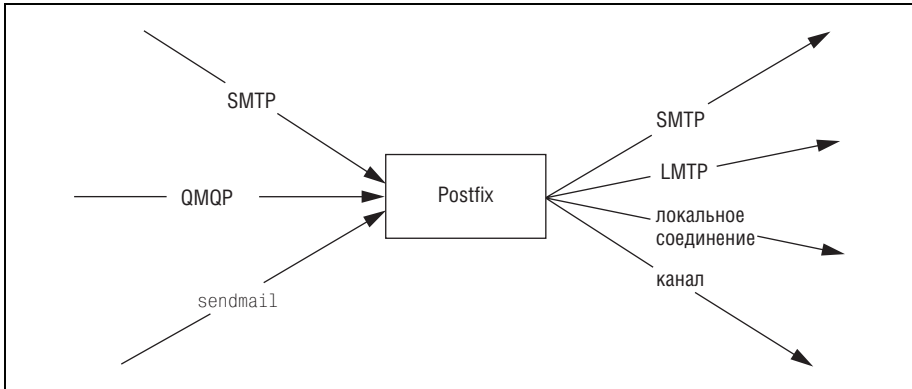 SMTP
QMQP
sendmail
Postfix
SMTP
LMTP
локальное
соединение
канал